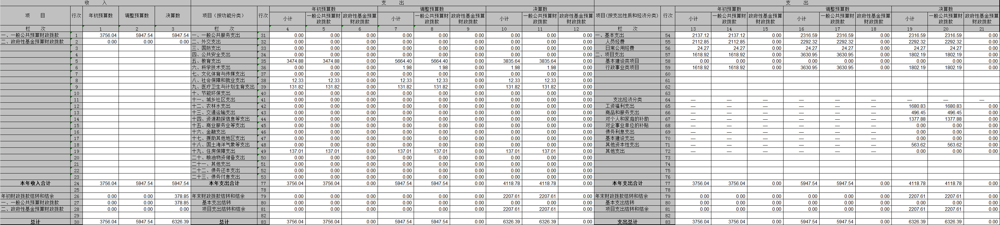 收 入 支 出 支 出
年初预算数 调整预算数 决算数 年初预算数 调整预算数 决算数
项 目 行次 年初预算数 调整预算数 决算数 项目（按功能分类） 行次 小计 一般公共预算财政拨款 政府性基金预算财政拨款 小计 一般公共预算财政拨款 政府性基金预算财政拨款 小计 一般公共预算财政拨款 政府性基金预算财政拨款 项目(按支出性质和经济分类) 行次 小计 一般公共预算财政拨款 政府性基金预算财政拨款 小计 一般公共预算财政拨款 政府性基金预算财政拨款 小计 一般公共预算财政拨款 政府性基金预算财政拨款
栏 次 1 2 3 栏 次 4 5 6 7 8 9 10 11 12 栏 次 13 14 15 16 17 18 19 20 21
一、一般公共预算财政拨款 1 3756.04 5947.54 5947.54 一、一般公共服务支出 31 0.00 0.00 0.00 0.00 0.00 0.00 0.00 0.00 0.00 一、基本支出 54 2137.12 2137.12 0.00 2316.59 2316.59 0.00 2316.59 2316.59 0.00
二、政府性基金预算财政拨款 2 0.00 0.00 0.00 二、外交支出 32 0.00 0.00 0.00 0.00 0.00 0.00 0.00 0.00 0.00 人员经费 55 2112.85 2112.85 0.00 2292.32 2292.32 0.00 2292.32 2292.32 0.00
3 三、国防支出 33 0.00 0.00 0.00 0.00 0.00 0.00 0.00 0.00 0.00 日常公用经费 56 24.27 24.27 0.00 24.27 24.27 0.00 24.27 24.27 0.00
4 四、公共安全支出 34 0.00 0.00 0.00 0.00 0.00 0.00 0.00 0.00 0.00 二、项目支出 57 1618.92 1618.92 0.00 3630.95 3630.95 0.00 1802.19 1802.19 0.00
5 五、教育支出 35 3474.88 3474.88 0.00 5664.40 5664.40 0.00 3835.64 3835.64 0.00 基本建设类项目 58 0.00 0.00 0.00 0.00 0.00 0.00 0.00 0.00 0.00
6 六、科学技术支出 36 0.00 0.00 0.00 1.98 1.98 0.00 1.98 1.98 0.00 行政事业类项目 59 1618.92 1618.92 0.00 3630.95 3630.95 0.00 1802.19 1802.19 0.00
7 七、文化体育与传媒支出 37 0.00 0.00 0.00 0.00 0.00 0.00 0.00 0.00 0.00 60
8 八、社会保障和就业支出 38 12.33 12.33 0.00 12.33 12.33 0.00 12.33 12.33 0.00 61
9 九、医疗卫生与计划生育支出 39 131.82 131.82 0.00 131.82 131.82 0.00 131.82 131.82 0.00 62
10 十、节能环保支出 40 0.00 0.00 0.00 0.00 0.00 0.00 0.00 0.00 0.00 63
11 十一、城乡社区支出 41 0.00 0.00 0.00 0.00 0.00 0.00 0.00 0.00 0.00 支出经济分类 64 — — — — — — — — —
12 十二、农林水支出 42 0.00 0.00 0.00 0.00 0.00 0.00 0.00 0.00 0.00 工资福利支出 65 — — — — — — 1680.83 1680.83 0.00
13 十三、交通运输支出 43 0.00 0.00 0.00 0.00 0.00 0.00 0.00 0.00 0.00 商品和服务支出 66 — — — — — — 496.45 496.45 0.00
14 十四、资源勘探信息等支出 44 0.00 0.00 0.00 0.00 0.00 0.00 0.00 0.00 0.00 对个人和家庭的补助 67 — — — — — — 1377.88 1377.88 0.00
15 十五、商业服务业等支出 45 0.00 0.00 0.00 0.00 0.00 0.00 0.00 0.00 0.00 对企事业单位的补贴 68 — — — — — — 0.00 0.00 0.00
16 十六、金融支出 46 0.00 0.00 0.00 0.00 0.00 0.00 0.00 0.00 0.00 债务利息支出 69 — — — — — — 0.00 0.00 0.00
17 十七、援助其他地区支出 47 0.00 0.00 0.00 0.00 0.00 0.00 0.00 0.00 0.00 基本建设支出 70 — — — — — — 0.00 0.00 0.00
18 十八、国土海洋气象等支出 48 0.00 0.00 0.00 0.00 0.00 0.00 0.00 0.00 0.00 其他资本性支出 71 — — — — — — 563.62 563.62 0.00
19 十九、住房保障支出 49 137.01 137.01 0.00 137.01 137.01 0.00 137.01 137.01 0.00 其他支出 72 — — — — — — 0.00 0.00 0.00
20 二十、粮油物资储备支出 50 0.00 0.00 0.00 0.00 0.00 0.00 0.00 0.00 0.00 73
21 二十一、其他支出 51 0.00 0.00 0.00 0.00 0.00 0.00 0.00 0.00 0.00 74
22 二十二、债务还本支出 52 0.00 0.00 0.00 0.00 0.00 0.00 0.00 0.00 0.00 75
23 二十三、债务付息支出 53 0.00 0.00 0.00 0.00 0.00 0.00 0.00 0.00 0.00 76
本年收入合计 24 3756.04 5947.54 5947.54 本年支出合计 77 3756.04 3756.04 0.00 5947.54 5947.54 0.00 4118.78 4118.78 0.00 本年支出合计 77 3756.04 3756.04 0.00 5947.54 5947.54 0.00 4118.78 4118.78 0.00
25 78 78
年初财政拨款结转和结余 26 0.00 0.00 378.85 年末财政拨款结转和结余 79 0.00 0.00 0.00 0.00 0.00 0.00 2207.61 2207.61 0.00 年末财政拨款结转和结余 79 0.00 0.00 0.00 0.00 0.00 0.00 2207.61 2207.61 0.00
一、一般公共预算财政拨款 27 0.00 0.00 378.85 基本支出结转 80 0.00 0.00 0.00 0.00 0.00 0.00 0.00 0.00 0.00 基本支出结转 80 0.00 0.00 0.00 0.00 0.00 0.00 0.00 0.00 0.00
二、政府性基金预算财政拨款 28 0.00 0.00 0.00 项目支出结转和结余 81 0.00 0.00 0.00 0.00 0.00 0.00 2207.61 2207.61 0.00 项目支出结转和结余 81 0.00 0.00 0.00 0.00 0.00 0.00 2207.61 2207.61 0.00
29 82 82
总计 30 3756.04 5947.54 6326.39 总计 83 3756.04 3756.04 0.00 5947.54 5947.54 0.00 6326.39 6326.39 0.00 支出总计 83 3756.04 3756.04 0.00 5947.54 5947.54 0.00 6326.39 6326.39 0.00